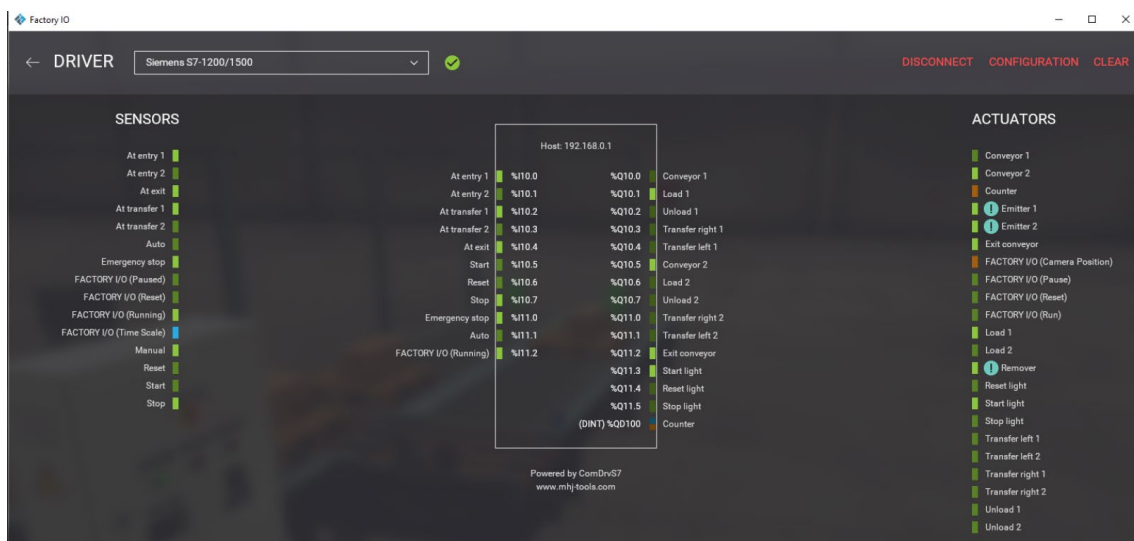 Factory IO
DRIVER
Siemens S7-1200/1500
DISCONNECT CONFIGURATION CLEAR
SENSORS
At entry 1
At entry 2
At exit
At transfer 1
At transfer 2
Auto
Emergency stop
FACTORY I/O (Paused)
FACTORY I/O (Reset)
FACTORY I/O (Running)
FACTORY I/O (Time Scale)
Manual
Reset
Start
Stop
Host: 192.168.0.1
At entry 1 %I10.0 %Q10.0 Conveyor 1
At entry 2 %I10.1 %Q10.1 Load 1
At transfer 1 %I10.2 %Q10.2 Unload 1
At transfer 2 %I10.3 %Q10.3 Transfer right 1
At exit %I10.4 %Q10.4 Transfer left 1
Start %I10.5 %Q10.5 Conveyor 2
Reset %I10.6 %Q10.6 Load 2
Stop %I10.7 %Q10.7 Unload 2
Emergency stop %I11.0 %Q11.0 Transfer right 2
Auto %I11.1 %Q11.1 Transfer left 2
FACTORY I/O (Running) %I11.2 %Q11.2 Exit conveyor
%Q11.3 Start light
%Q11.4 Reset light
%Q11.5 Stop light
(DINT) %QD100 Counter
Powered by ComDrvS7
www.mhj-tools.com
ACTUATORS
Conveyor 1
Conveyor 2
Counter
Emitter 1
Emitter 2
Exit conveyor
FACTORY I/O (Camera Position)
FACTORY I/O (Pause)
FACTORY I/O (Reset)
FACTORY I/O (Run)
Load 1
Load 2
Remover
Reset light
Start light
Stop light
Transfer left 1
Transfer left 2
Transfer right 1
Transfer right 2
Unload 1
Unload 2